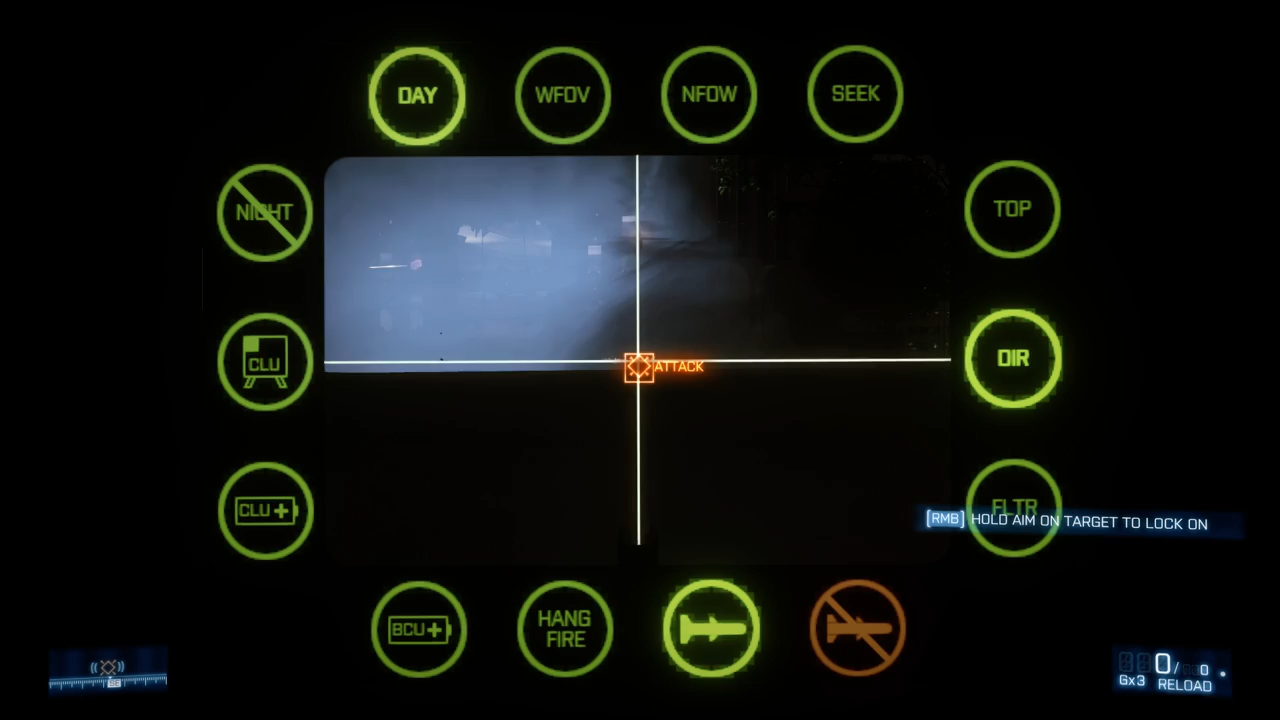 DAY
WFOV
NFOW
SEEK
NIGHT
TOP
CLU
ATTACK
DIR
CLU+
FLTR
[RMB] HOLD AIM ON TARGET TO LOCK ON
BCU+
HANG
FIRE
0/0
Gx3 RELOAD